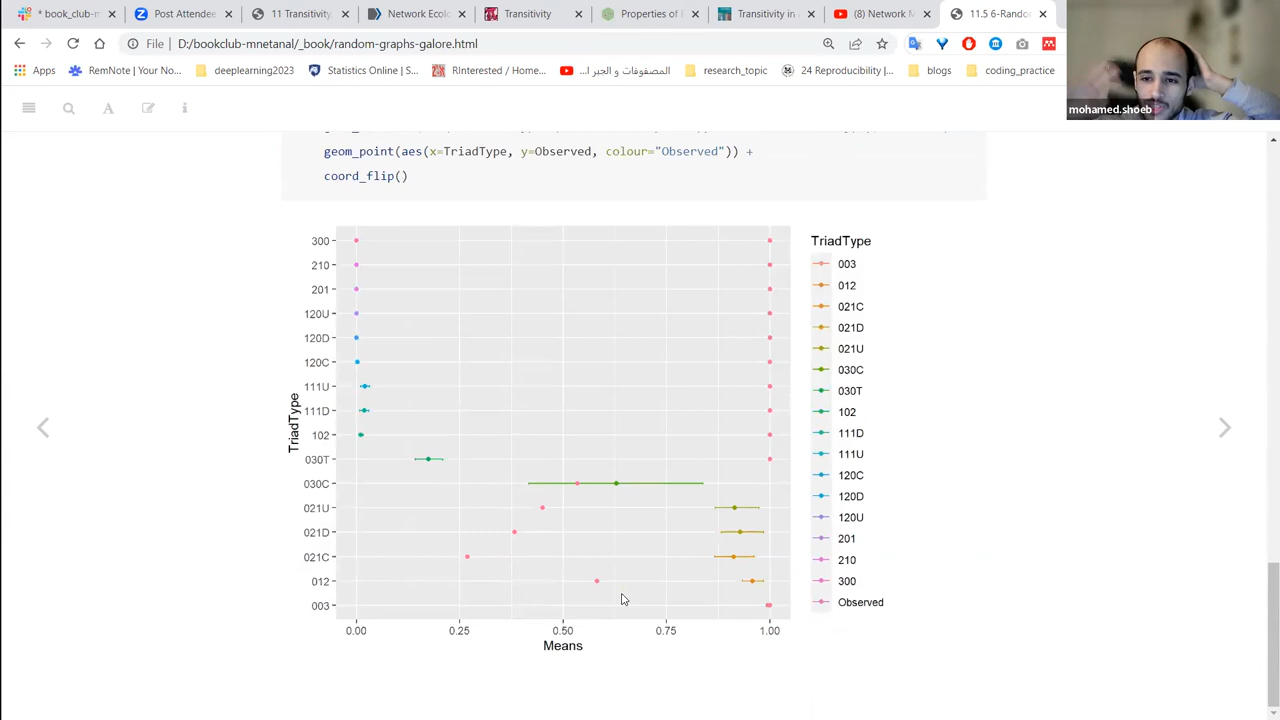 * book_club-m
Post Attendee
11 Transitivity,
Network Ecolo
Transitivity
Properties of
Transitivity in
(8) Network M
11.5 6-Rando
File
D:/bookclub-nnetanal/_book/
m-graphs-galore.html
Apps
RemNote | Your No...
deeplearning2023
Statistics Online | S...
RInterested / Home...
المصفوفات و الجبر ا...
research_topic
24 Reproducibility |...
blogs
coding_practice
mohamed.shoeb
geom_point(aes(x=TriadType, y=Observed, colour="Observed")) +
coord_flip()
TriadType
300
210
201
120U
120D
120C
111U
111D
102
030T
030C
021U
021D
021C
012
003
0.00 0.25 0.50 0.75 1.00
Means
TriadType
003
012
021C
021D
021U
030C
030T
102
111D
111U
120C
120D
120U
201
210
300
Observed